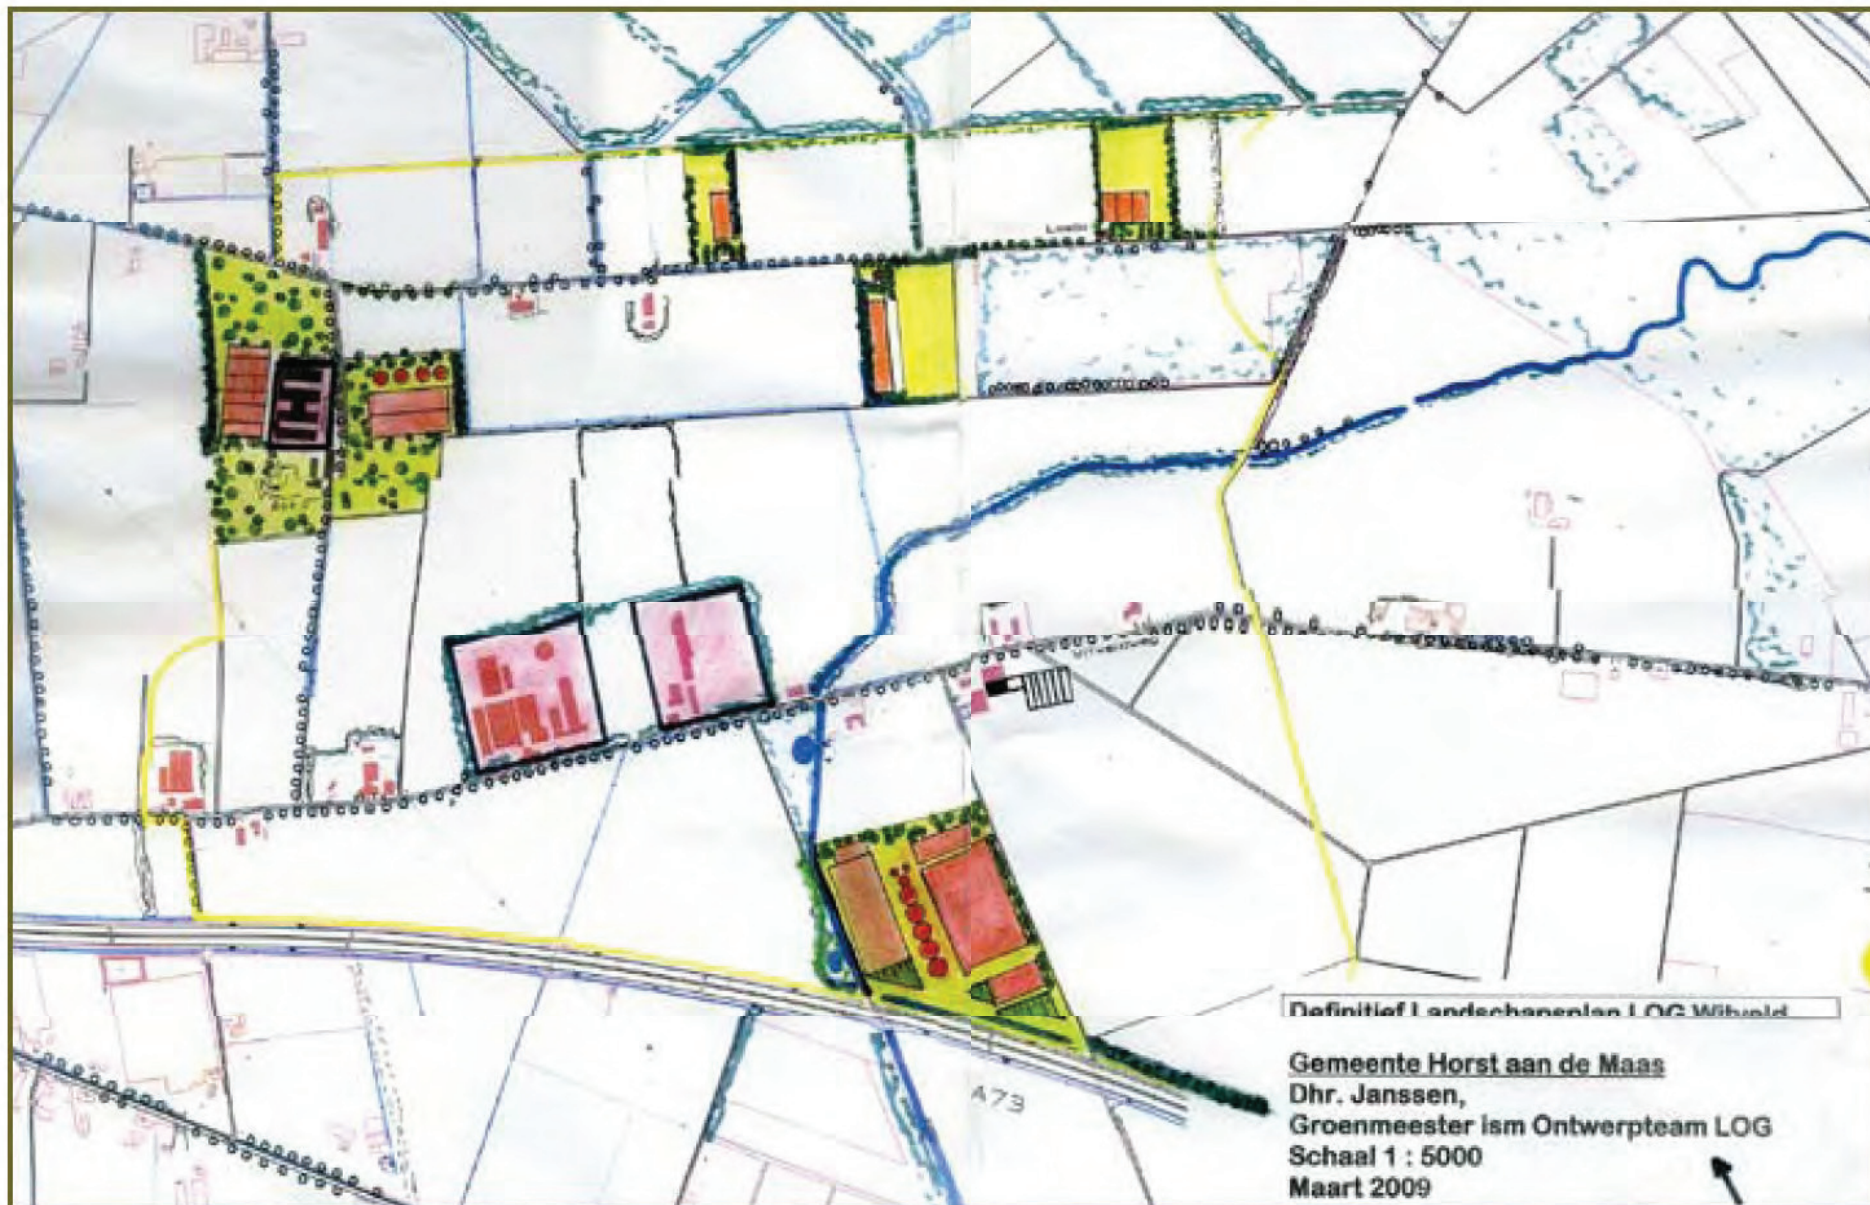 A73
Definitief Landschapsplan LOG Witveld
Gemeente Horst aan de Maas
Dhr. Janssen,
Groenmeester ism Ontwerpteam LOG
Schaal 1 : 5000
Maart 2009